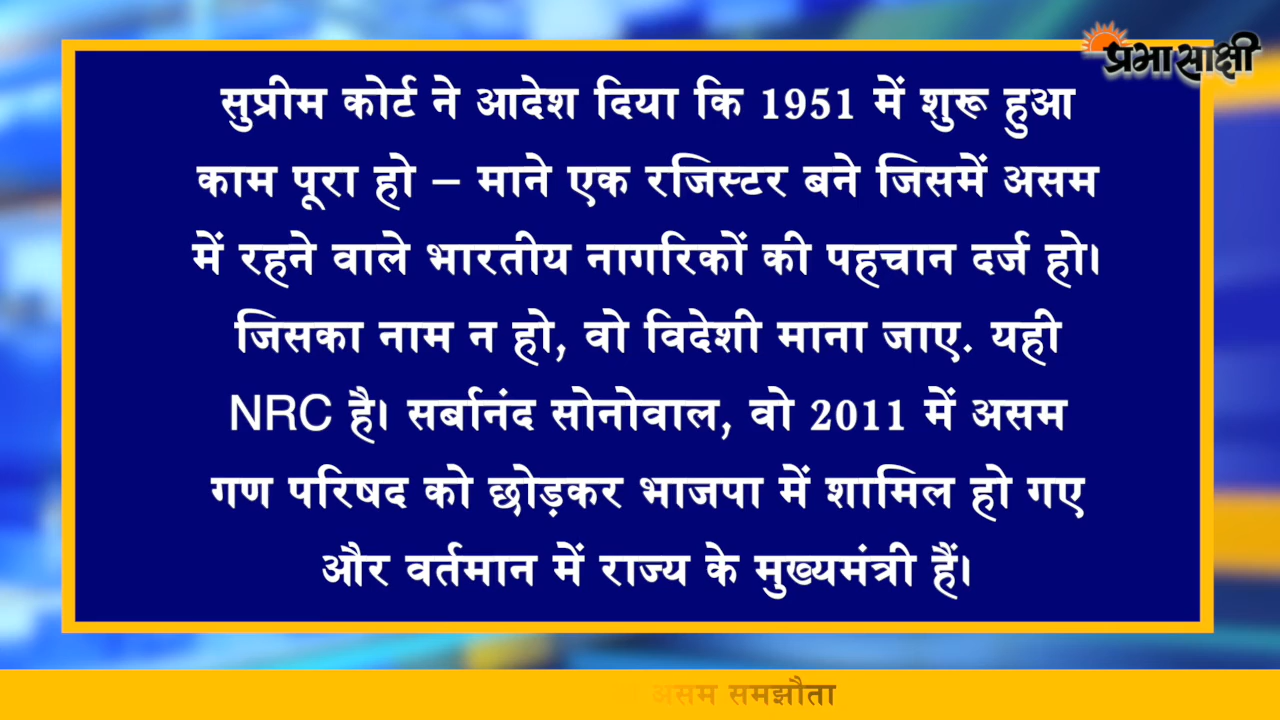 प्रभासाक्षी
सुप्रीम कोर्ट ने आदेश दिया कि 1951 में शुरू हुआ
काम पूरा हो – माने एक रजिस्टर बने जिसमें असम
में रहने वाले भारतीय नागरिकों की पहचान दर्ज हो।
जिसका नाम न हो, वो विदेशी माना जाए. यही
NRC है। सर्बानंद सोनोवाल, वो 2011 में असम
गण परिषद को छोड़कर भाजपा में शामिल हो गए
और वर्तमान में राज्य के मुख्यमंत्री हैं।
असम समझौता